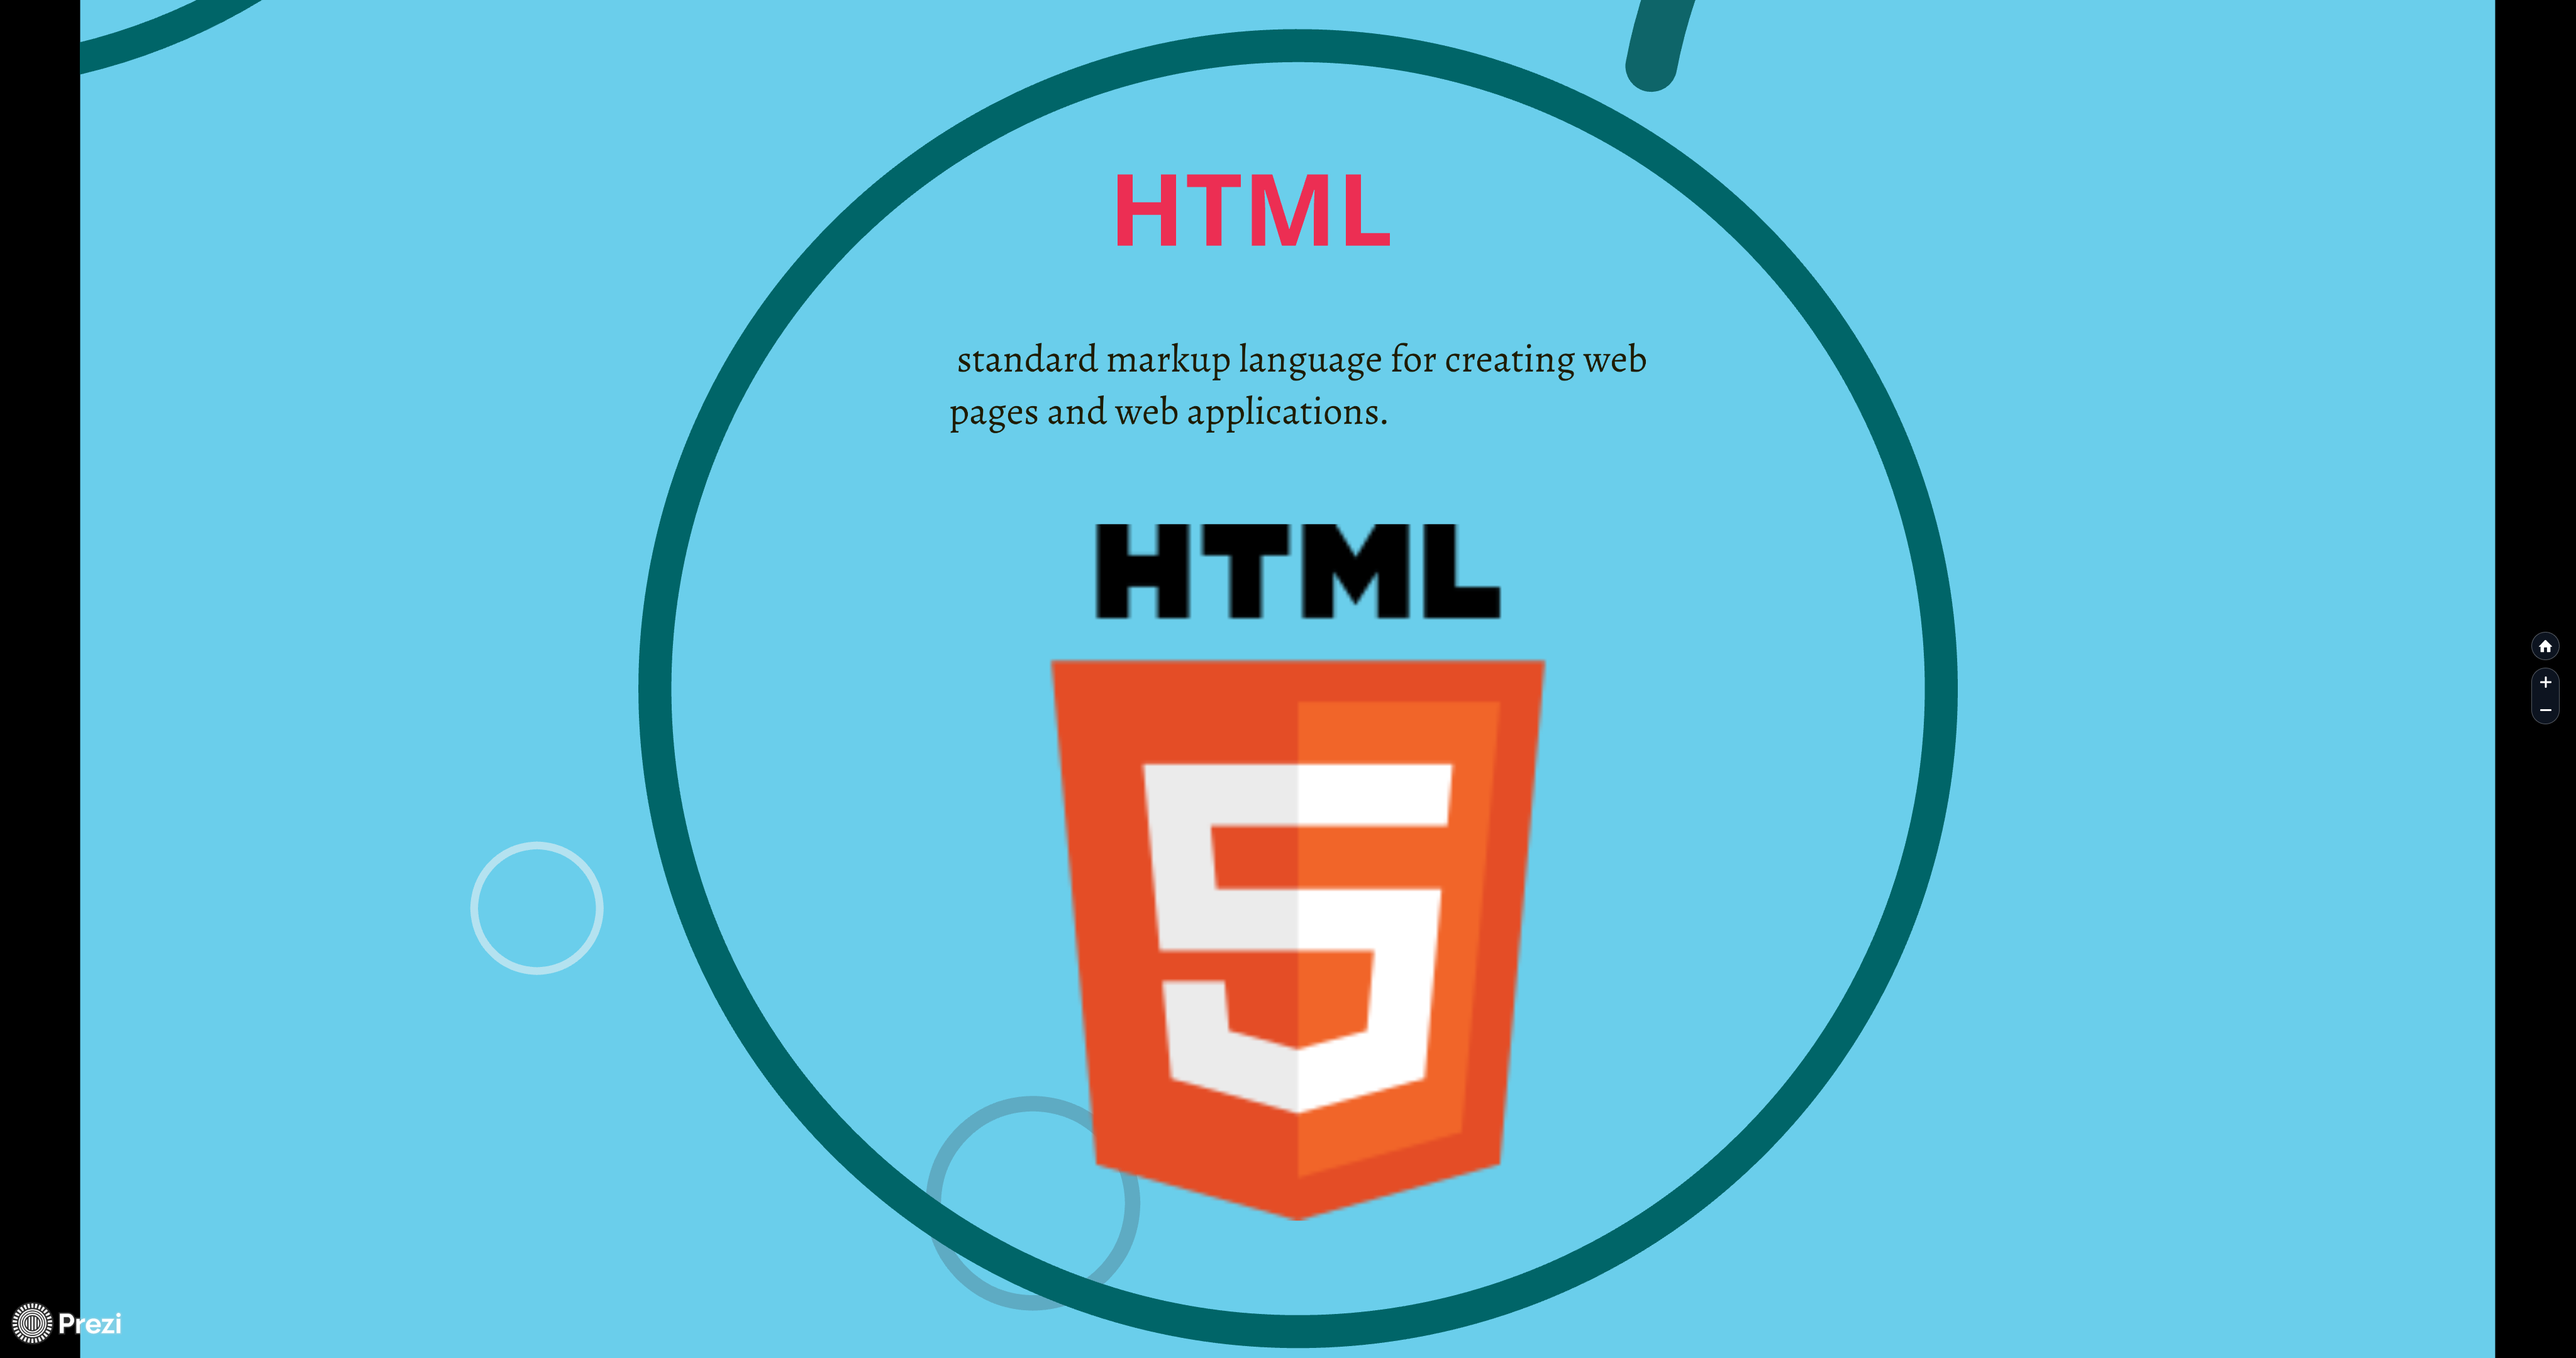 HTML
standard markup language for creating web
pages and web applications.
HTML
5
Prezi